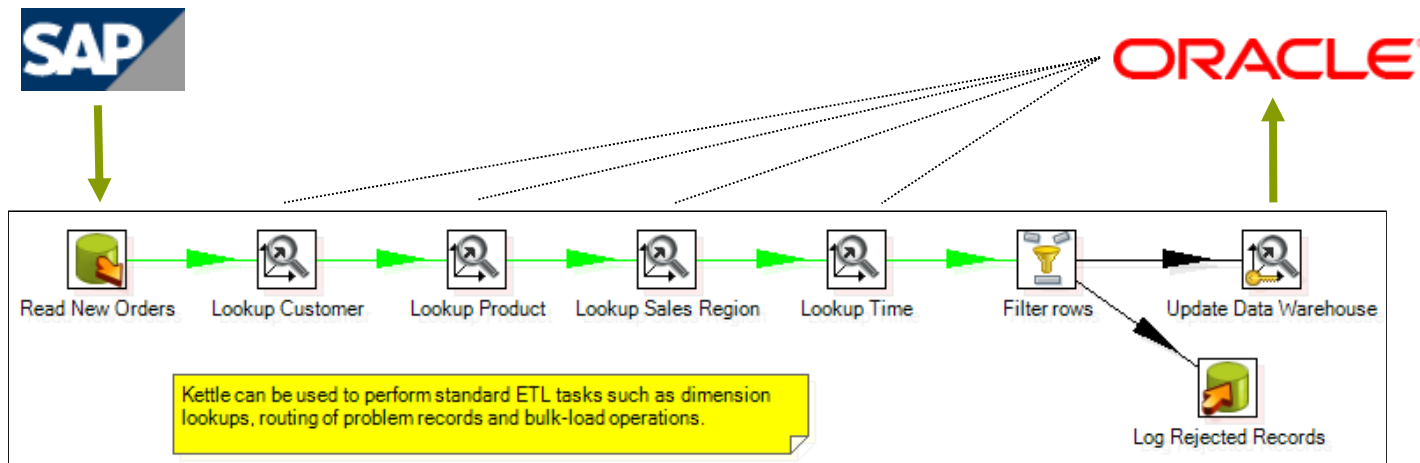 SAP
ORACLE
Read New Orders
Lookup Customer
Lookup Product
Lookup Sales Region
Lookup Time
Filter rows
Update Data Warehouse
Kettle can be used to perform standard ETL tasks such as dimension
lookups, routing of problem records and bulk-load operations.
Log Rejected Records